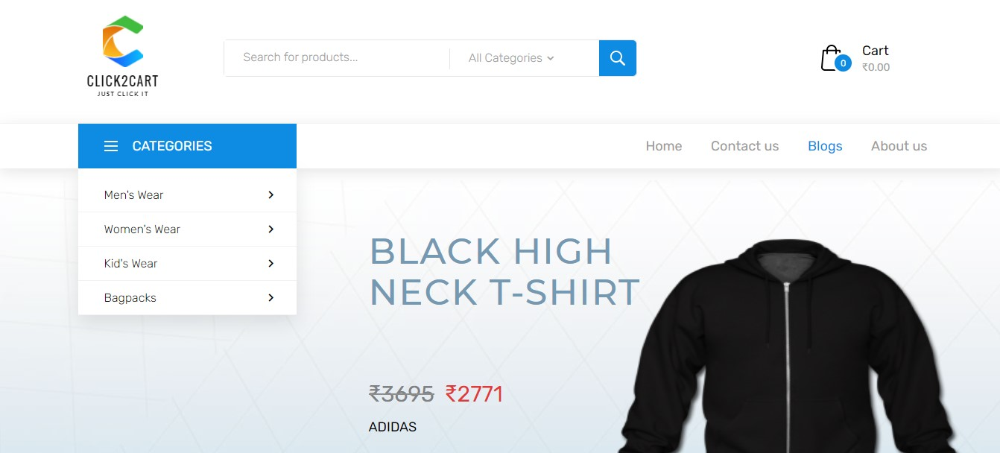 CLICK2CART
JUST CLICK IT
Search for products...
All Categories
0
Cart
₹0.00
CATEGORIES
Home
Contact us
Blogs
About us
Men's Wear
Women's Wear
Kid's Wear
Bagpacks
BLACK HIGH
NECK T-SHIRT
₹3695 ₹2771
ADIDAS